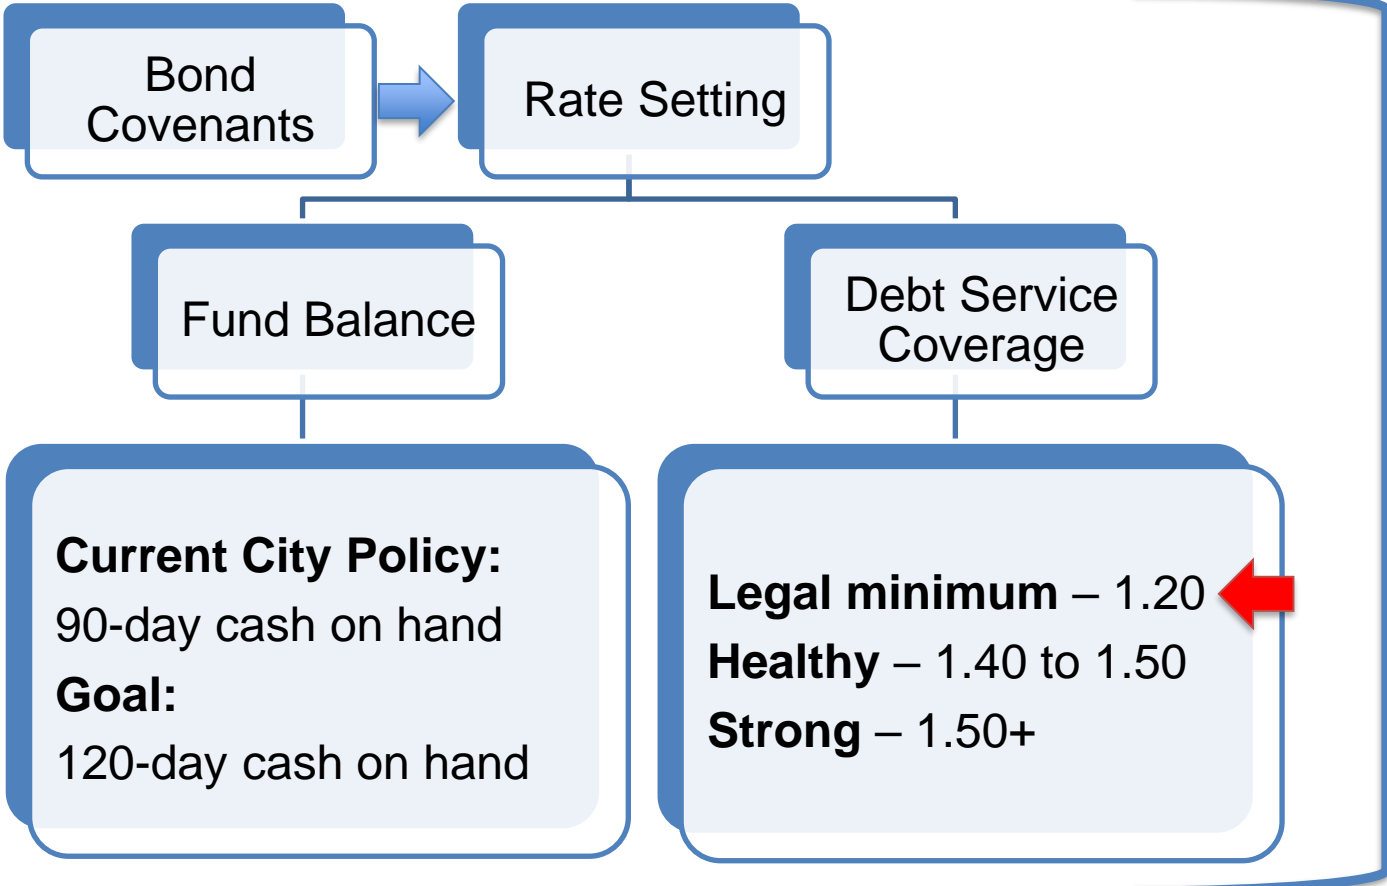 Bond
Covenants
Rate Setting
Fund Balance
Debt Service
Coverage
Current City Policy:
90-day cash on hand
Goal:
120-day cash on hand
Legal minimum – 1.20
Healthy – 1.40 to 1.50
Strong – 1.50+